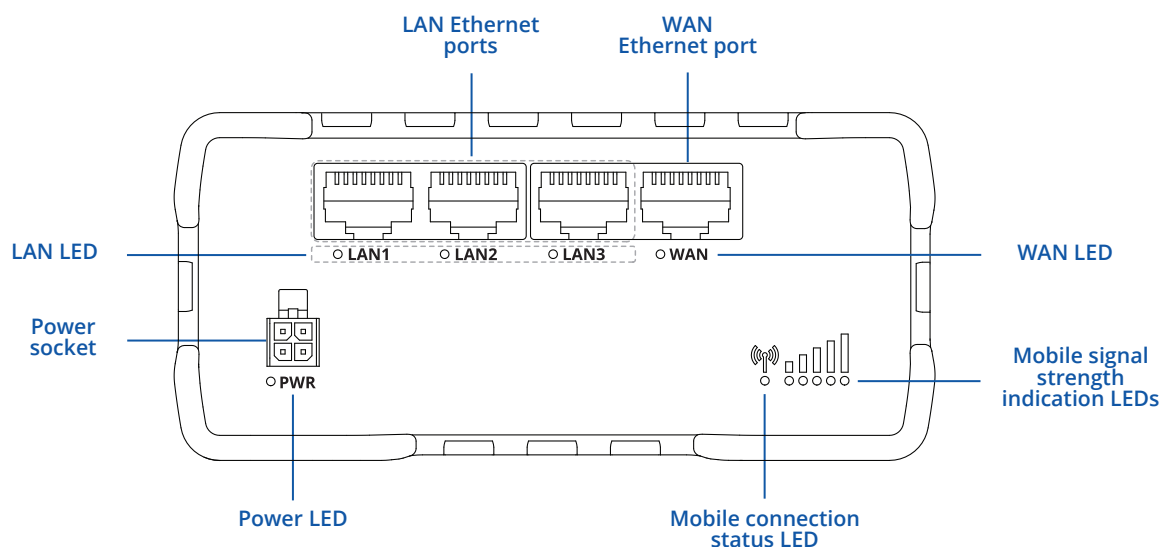 LAN Ethernet
ports
WAN
Ethernet port
LAN LED
LAN1
LAN2
LAN3
WAN
WAN LED
Power
socket
PWR
Mobile signal
strength
indication LEDs
Power LED
Mobile connection
status LED